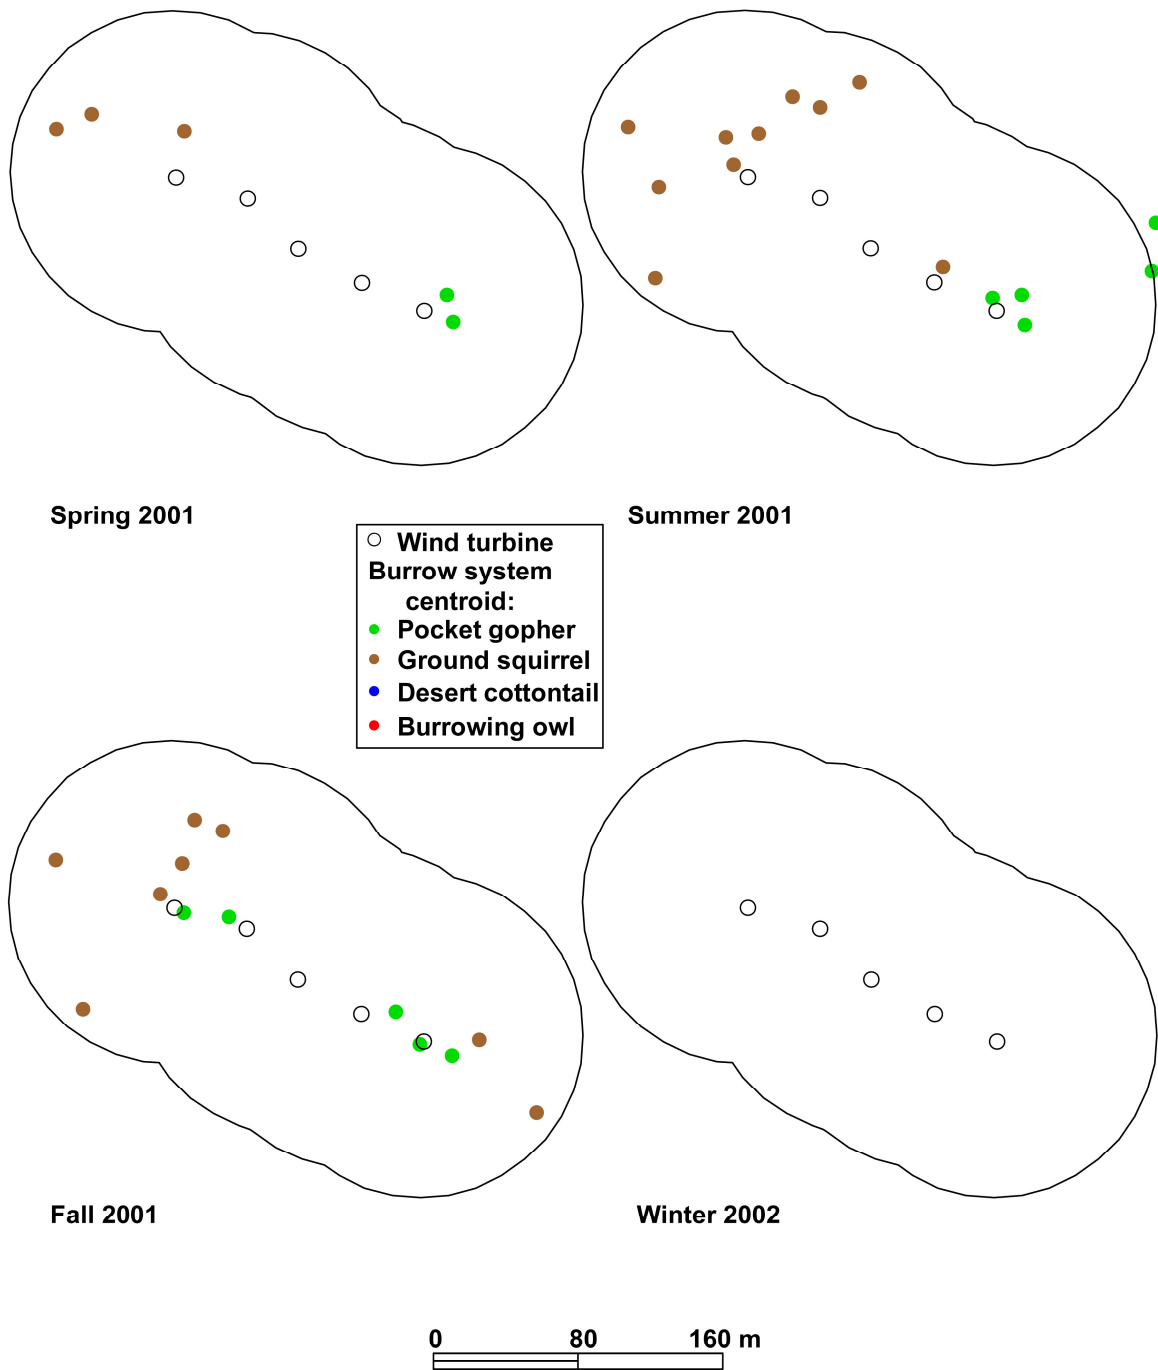 Spring 2001
Summer 2001
Wind turbine
Burrow system
centroid:
Pocket gopher
Ground squirrel
Desert cottontail
Burrowing owl
Fall 2001
Winter 2002
0 80 160 m